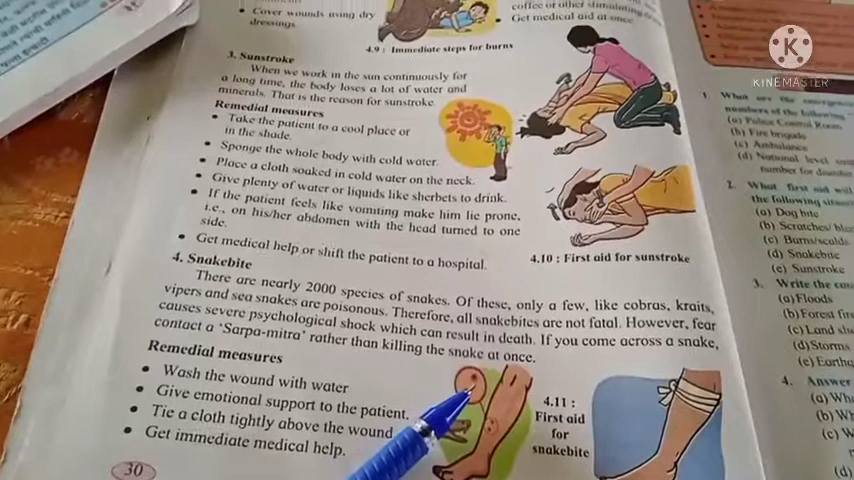 Cover wounds using dry
dressings.
coffee or other stimulating
Get medical aid at once
4.9 : Immediate steps for burns
3. Sunstroke
When we work in the sun continuously for
a long time, the body loses a lot of water and
minerals. That is the reason for sunstroke.
Remedial measures
• Take the patient to a cool place or
in the shade.
• Sponge the whole body with cold water.
• Place a cloth soaked in cold water on the neck.
• Give plenty of water or liquids like sherbets to drink.
• If the patient feels like vomiting make him lie prone,
i.e., on his/her abdomen with the head turned to one
side.
• Get medical help or shift the patient to a hospital.
4.10 : First aid for sunstroke
4. Snakebite
There are nearly 2000 species of snakes. Of these, only a few, like cobras, kraits,
vipers and sea snakes are poisonous. Therefore, all snakebites are not fatal. However, fear
causes severe psychological shock which can result in death. If you come across a snake,
contact a 'Sarpa-mitra' rather than killing the snake at once.
Remedial measures
• Wash the wound with water
• Give emotional support to the patient.
• Tie a cloth tightly above the wound
• Get immediate medical help.
4.11 :
First aid
for
snakebite
30
K
KINEMASTER
1. What are the
numbers of the following
(a) Police Control Room,
(b) Fire brigade
(c) Ambulance
(d) National level
number for
2. What first aid will
the following
(a) Dog bite
(b) Scratches/
(c) Burns/scalds
(d) Snakebite
(e) Sunstroke
3. Write the
(a) Floods
(b) Forest
(c) Land
(d) Storms
(e)
4. Answer
(a)
(b)
(c)
(d)